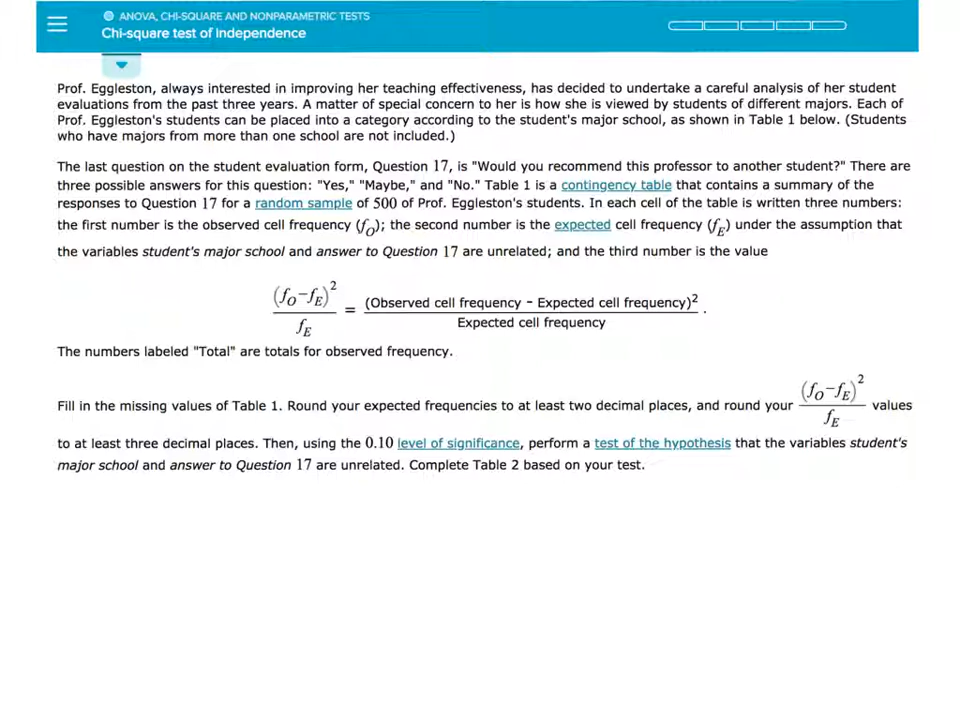 ANOVA, CHI-SQUARE AND NONPARAMETRIC TESTS
Chi-square test of independence
Prof. Eggleston, always interested in improving her teaching effectiveness, has decided to undertake a careful analysis of her student
evaluations from the past three years. A matter of special concern to her is how she is viewed by students of different majors. Each of
Prof. Eggleston's students can be placed into a category according to the student's major school, as shown in Table 1 below. (Students
who have majors from more than one school are not included.)
The last question on the student evaluation form, Question 17, is "Would you recommend this professor to another student?" There are
three possible answers for this question: "Yes," "Maybe," and "No." Table 1 is a contingency table that contains a summary of the
responses to Question 17 for a random sample of 500 of Prof. Eggleston's students. In each cell of the table is written three numbers:
the first number is the observed cell frequency (f_O); the second number is the expected cell frequency (f_E) under the assumption that
the variables student's major school and answer to Question 17 are unrelated; and the third number is the value
(f_O−f_E)^2 / f_E = (Observed cell frequency − Expected cell frequency)^2 / Expected cell frequency.
The numbers labeled "Total" are totals for observed frequency.
Fill in the missing values of Table 1. Round your expected frequencies to at least two decimal places, and round your (f_O−f_E)^2 / f_E values
to at least three decimal places. Then, using the 0.10 level of significance, perform a test of the hypothesis that the variables student's
major school and answer to Question 17 are unrelated. Complete Table 2 based on your test.